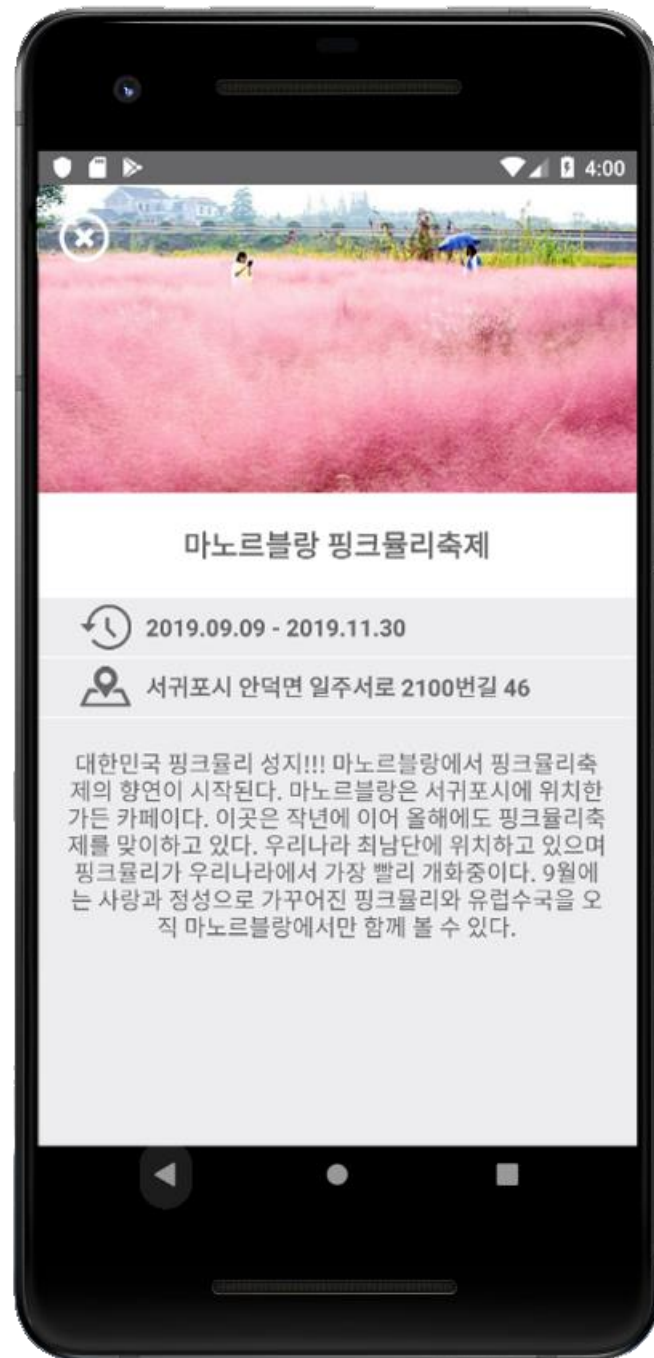 4:00
마노르블랑 핑크뮬리축제
2019.09.09 - 2019.11.30
서귀포시 안덕면 일주서로 2100번길 46
대한민국 핑크뮬리 성지!!! 마노르블랑에서 핑크뮬리축
제의 향연이 시작된다. 마노르블랑은 서귀포시에 위치한
가든 카페이다. 이곳은 작년에 이어 올해에도 핑크뮬리축
제를 맞이하고 있다. 우리나라 최남단에 위치하고 있으며
핑크뮬리가 우리나라에서 가장 빨리 개화중이다. 9월에
는 사랑과 정성으로 가꾸어진 핑크뮬리와 유럽수국을 오
직 마노르블랑에서만 함께 볼 수 있다.